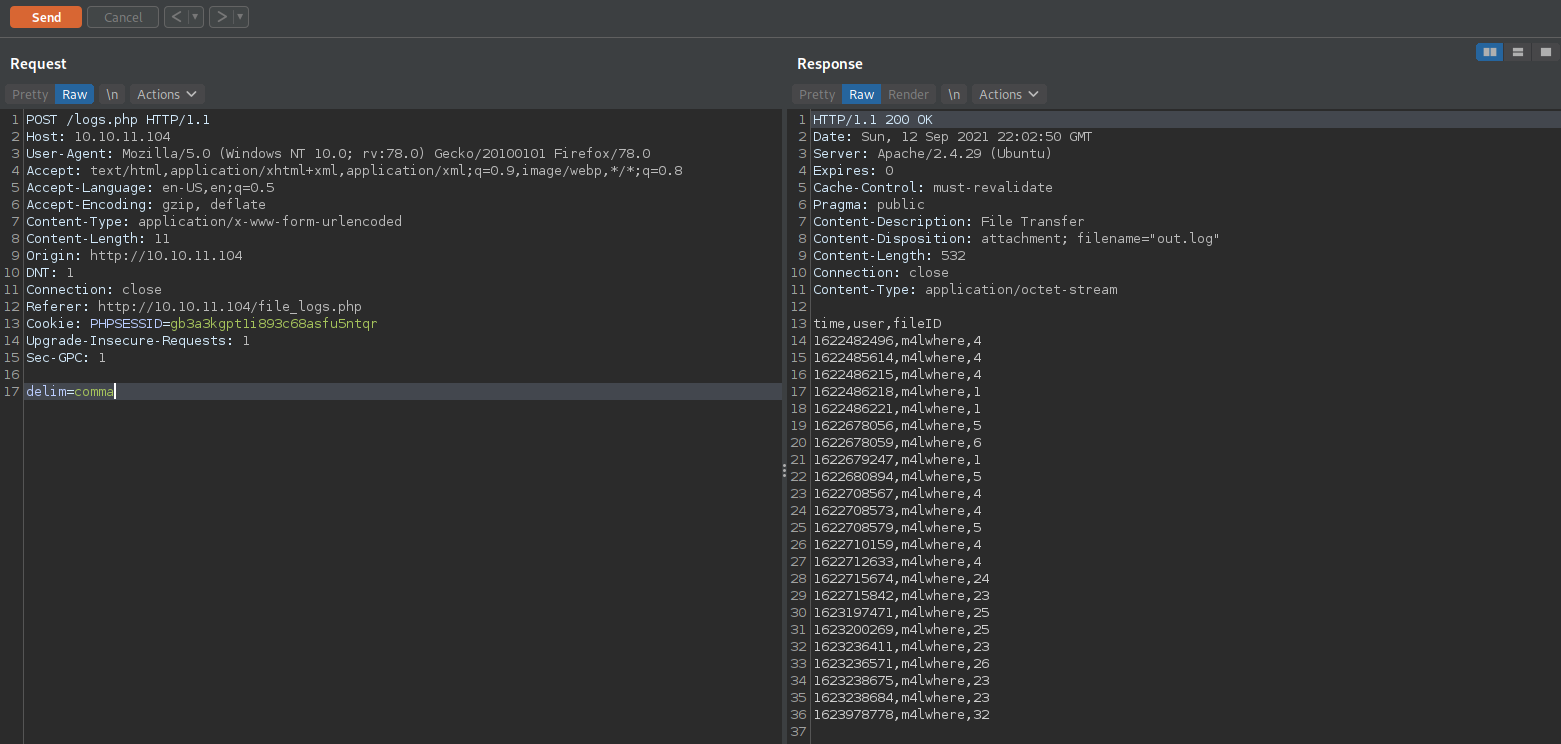 Send Cancel < ▾ > ▾
Request
Pretty Raw \n Actions
1 POST /logs.php HTTP/1.1
2 Host: 10.10.11.104
3 User-Agent: Mozilla/5.0 (Windows NT 10.0; rv:78.0) Gecko/20100101 Firefox/78.0
4 Accept: text/html,application/xhtml+xml,application/xml;q=0.9,image/webp,*/*;q=0.8
5 Accept-Language: en-US,en;q=0.5
6 Accept-Encoding: gzip, deflate
7 Content-Type: application/x-www-form-urlencoded
8 Content-Length: 11
9 Origin: http://10.10.11.104
10 DNT: 1
11 Connection: close
12 Referer: http://10.10.11.104/file_logs.php
13 Cookie: PHPSESSID=gb3a3kgpt1i893c68asfu5ntqr
14 Upgrade-Insecure-Requests: 1
15 Sec-GPC: 1
16
17 delim=comma
Response
Pretty Raw Render \n Actions
1 HTTP/1.1 200 OK
2 Date: Sun, 12 Sep 2021 22:02:50 GMT
3 Server: Apache/2.4.29 (Ubuntu)
4 Expires: 0
5 Cache-Control: must-revalidate
6 Pragma: public
7 Content-Description: File Transfer
8 Content-Disposition: attachment; filename="out.log"
9 Content-Length: 532
10 Connection: close
11 Content-Type: application/octet-stream
12
13 time,user,fileID
14 1622482496,m4lwhere,4
15 1622485614,m4lwhere,4
16 1622486215,m4lwhere,4
17 1622486218,m4lwhere,1
18 1622486221,m4lwhere,1
19 1622678056,m4lwhere,5
20 1622678059,m4lwhere,6
21 1622679247,m4lwhere,1
22 1622680894,m4lwhere,5
23 1622708567,m4lwhere,4
24 1622708573,m4lwhere,4
25 1622708579,m4lwhere,5
26 1622710159,m4lwhere,4
27 1622712633,m4lwhere,4
28 1622715674,m4lwhere,24
29 1622715842,m4lwhere,23
30 1623197471,m4lwhere,25
31 1623200269,m4lwhere,25
32 1623236411,m4lwhere,23
33 1623236571,m4lwhere,26
34 1623238675,m4lwhere,23
35 1623238684,m4lwhere,23
36 1623978778,m4lwhere,32
37